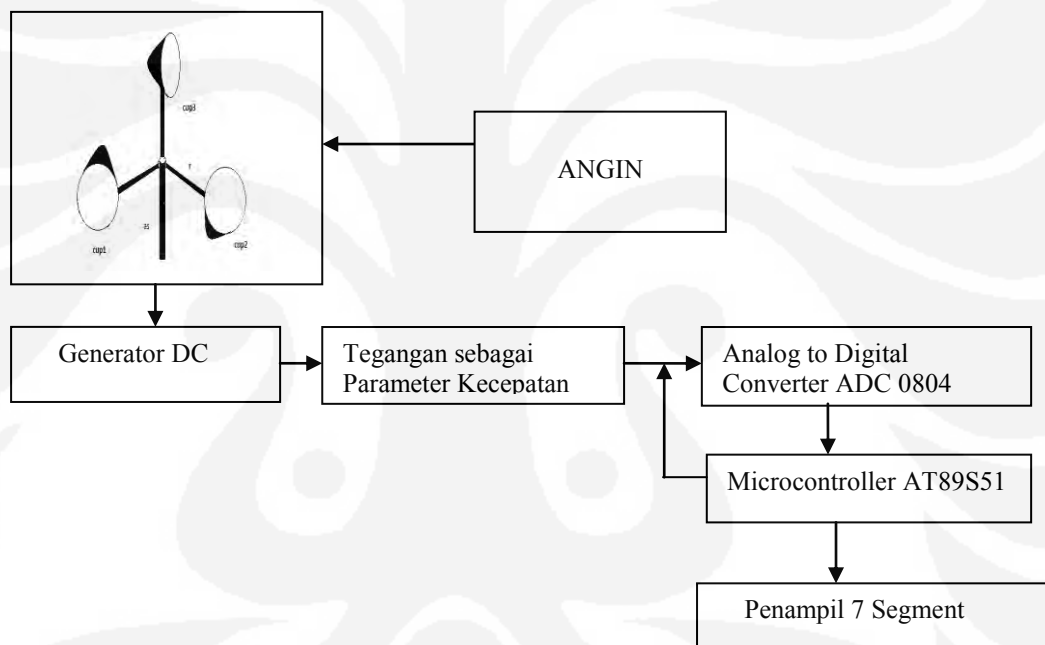 cup3
r
as
cup1
cup2
ANGIN
Generator DC
Tegangan sebagai
Parameter Kecepatan
Analog to Digital
Converter ADC 0804
Microcontroller AT89S51
Penampil 7 Segment